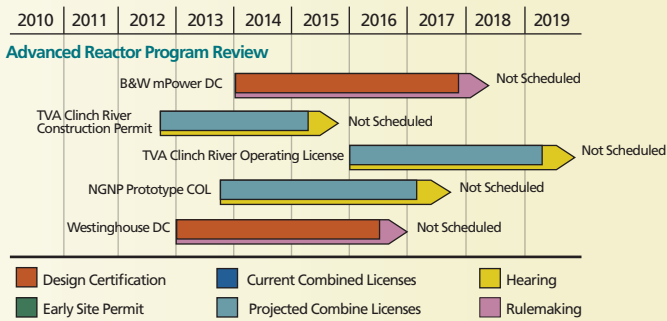 2010 2011 2012 2013 2014 2015 2016 2017 2018 2019
Advanced Reactor Program Review
B&W mPower DC Not Scheduled
TVA Clinch River
Construction Permit Not Scheduled
TVA Clinch River Operating License Not Scheduled
NGNP Prototype COL Not Scheduled
Westinghouse DC Not Scheduled
Design Certification Current Combined Licenses Hearing
Early Site Permit Projected Combine Licenses Rulemaking